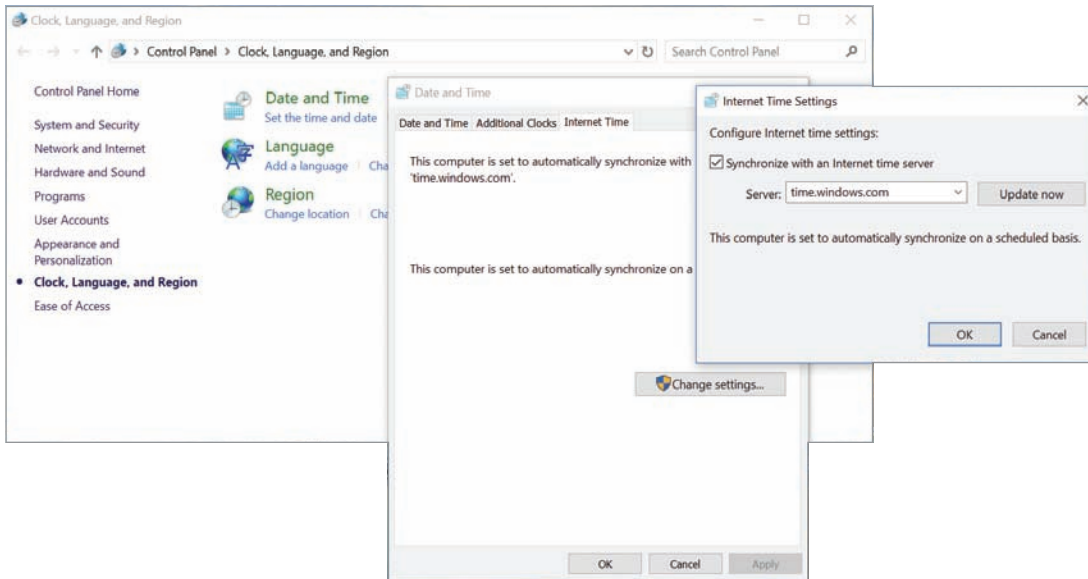 Clock, Language, and Region
Control Panel > Clock, Language, and Region
Search Control Panel
Control Panel Home
System and Security
Network and Internet
Hardware and Sound
Programs
User Accounts
Appearance and
Personalization
Clock, Language, and Region
Ease of Access
Date and Time
Set the time and date
Language
Add a language
Region
Change location
Date and Time
Date and Time Additional Clocks Internet Time
This computer is set to automatically synchronize with
'time.windows.com'.
This computer is set to automatically synchronize on a
Change settings...
OK Cancel Apply
Internet Time Settings
Configure Internet time settings:
Synchronize with an Internet time server
Server: time.windows.com Update now
This computer is set to automatically synchronize on a scheduled basis.
OK Cancel